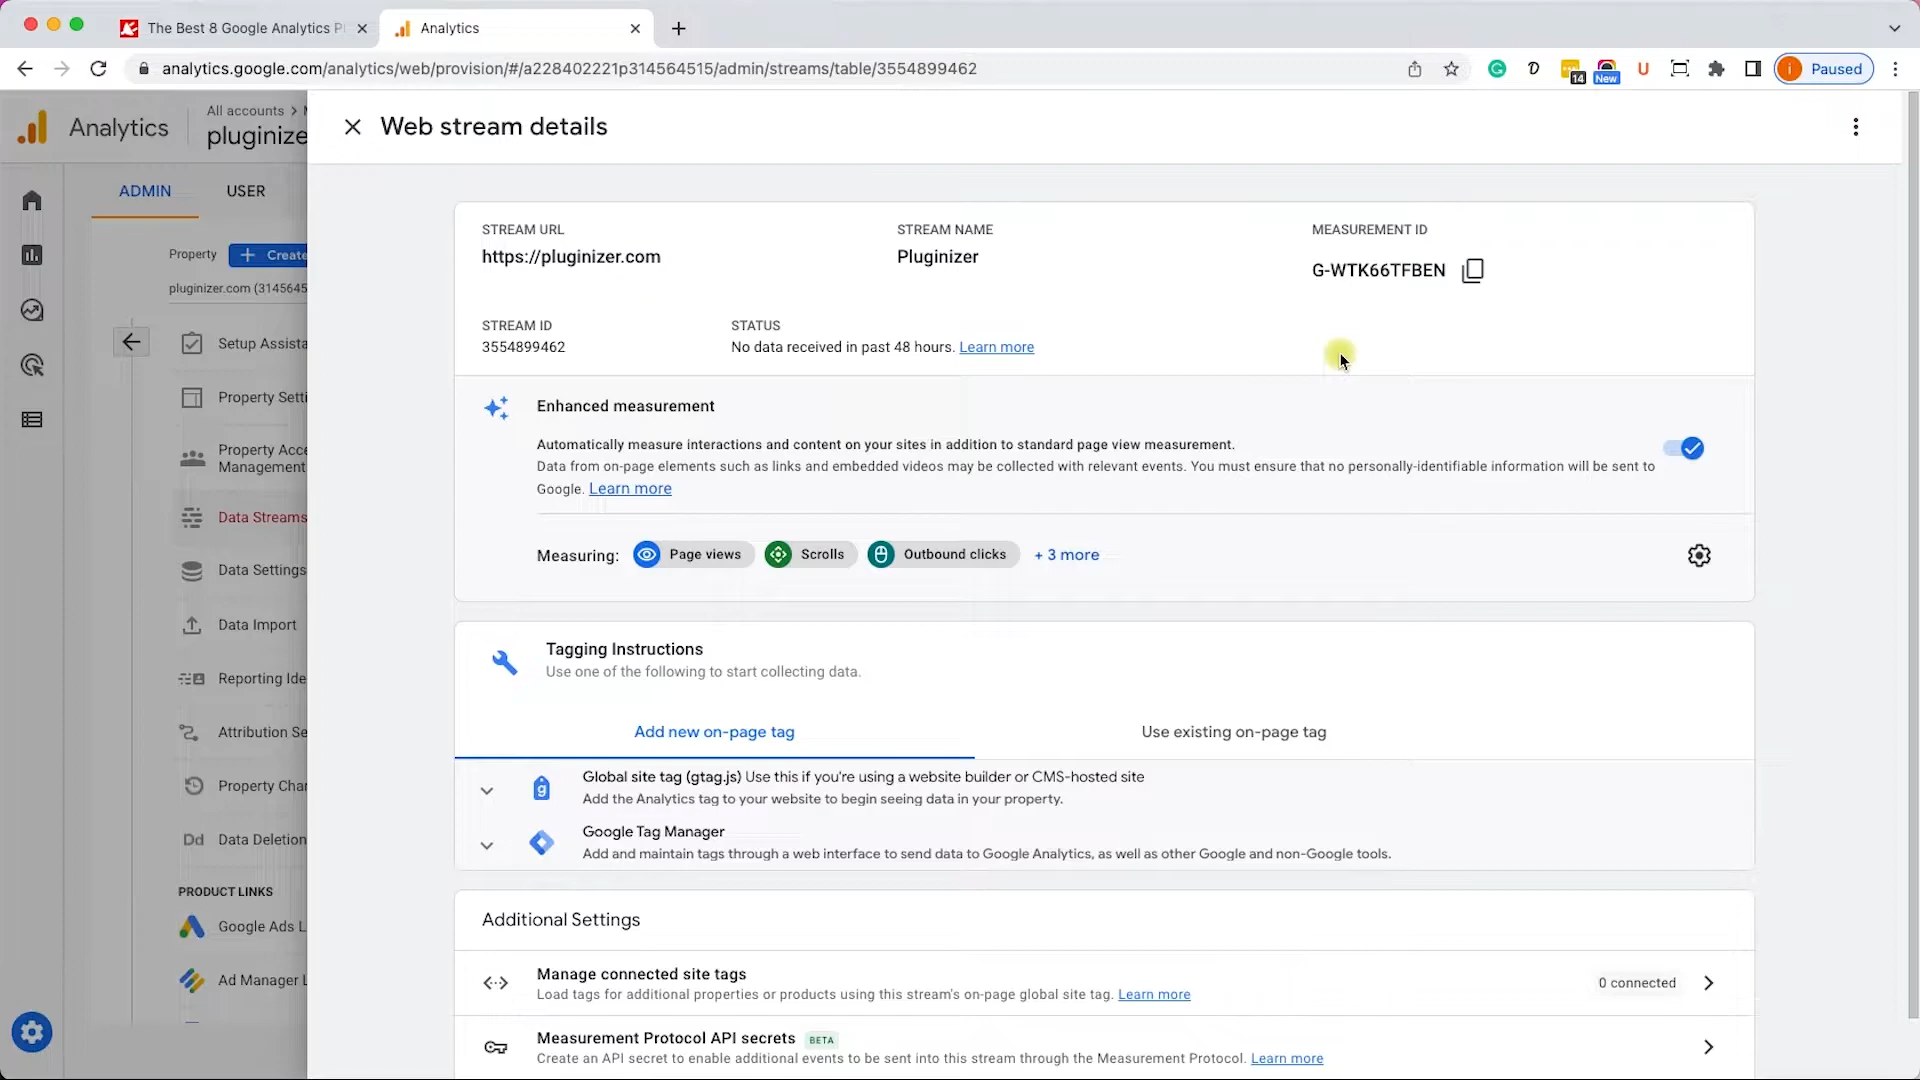 The Best 8 Google Analytics Pl
Analytics
analytics.google.com/analytics/web/provision/#/a228402221p314564515/admin/streams/table/3554899462
14
New
U
i
Paused
Analytics
All accounts >
pluginize
Web stream details
ADMIN
USER
Property
Create
pluginizer.com (3145645
Setup Assista
Property Setti
Property Acce
Management
Data Streams
Data Settings
Data Import
Reporting Ide
Attribution Se
Property Char
Dd
Data Deletion
PRODUCT LINKS
Google Ads L
Ad Manager L
STREAM URL
https://pluginizer.com
STREAM NAME
Pluginizer
MEASUREMENT ID
G-WTK66TFBEN
STREAM ID
3554899462
STATUS
No data received in past 48 hours. Learn more
Enhanced measurement
Automatically measure interactions and content on your sites in addition to standard page view measurement.
Data from on-page elements such as links and embedded videos may be collected with relevant events. You must ensure that no personally-identifiable information will be sent to
Google. Learn more
Measuring:
Page views
Scrolls
Outbound clicks
+ 3 more
Tagging Instructions
Use one of the following to start collecting data.
Add new on-page tag
Use existing on-page tag
Global site tag (gtag.js) Use this if you're using a website builder or CMS-hosted site
g
Add the Analytics tag to your website to begin seeing data in your property.
Google Tag Manager
Add and maintain tags through a web interface to send data to Google Analytics, as well as other Google and non-Google tools.
Additional Settings
Manage connected site tags
Load tags for additional properties or products using this stream's on-page global site tag. Learn more
0 connected
Measurement Protocol API secrets BETA
Create an API secret to enable additional events to be sent into this stream through the Measurement Protocol. Learn more